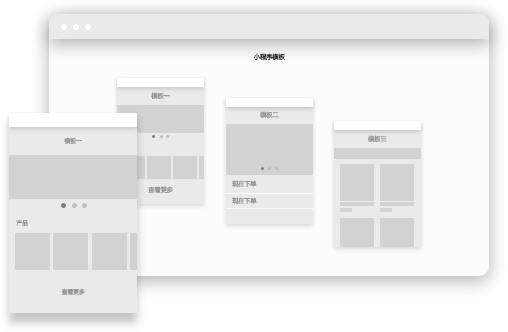 小程序模板
模板一
查看更多
模板二
现在下单
现在下单
模板三
模板一
产品
查看更多